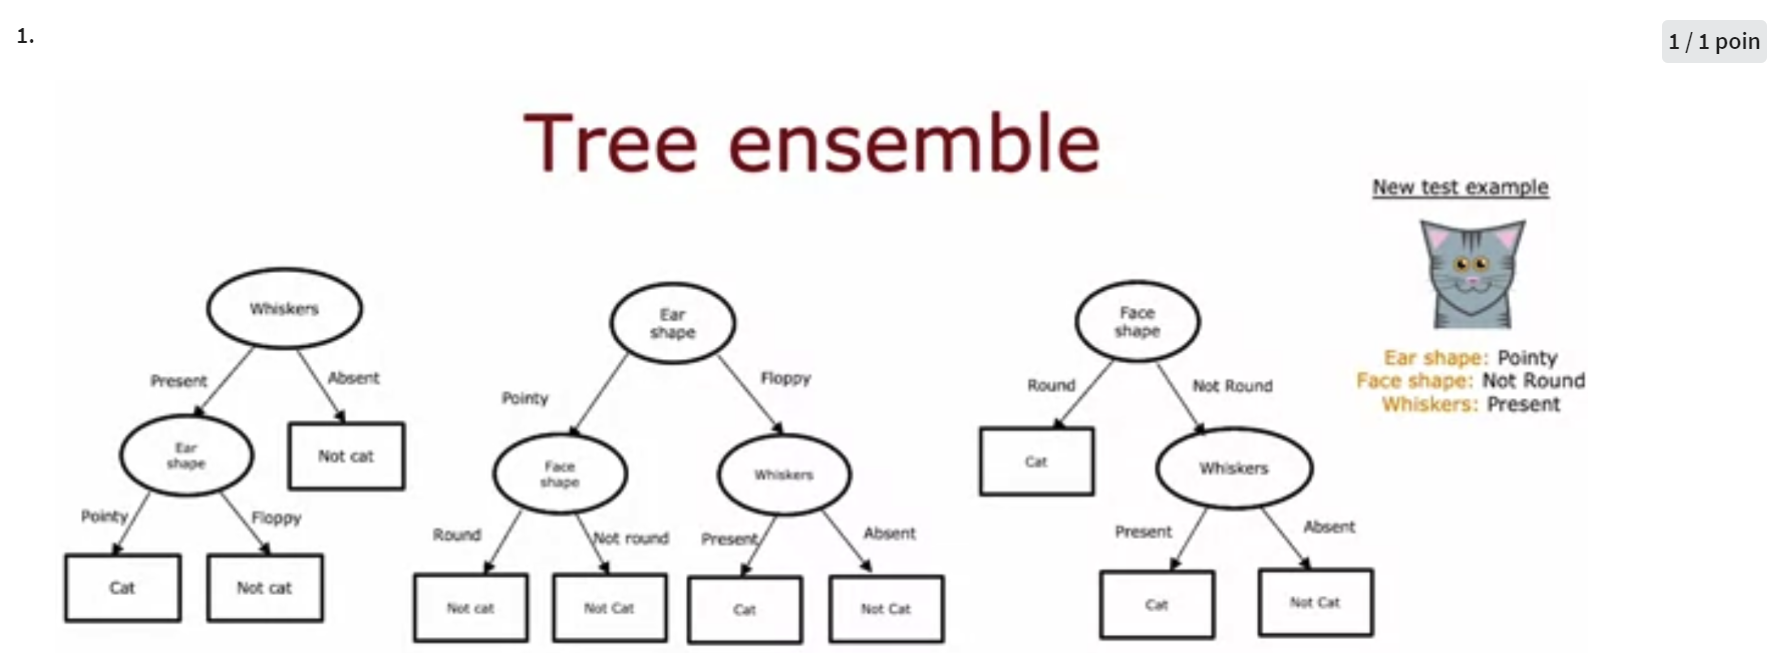 1.
1 / 1 poin
Tree ensemble
New test example
Ear shape: Pointy
Face shape: Not Round
Whiskers: Present
Whiskers
Present
Absent
Ear
shape
Not cat
Pointy
Floppy
Cat
Not cat
Ear
shape
Pointy
Floppy
Face
shape
Whiskers
Round
Not round
Present
Absent
Not cat
Not Cat
Cat
Not Cat
Face
shape
Round
Not Round
Cat
Whiskers
Present
Absent
Cat
Not Cat